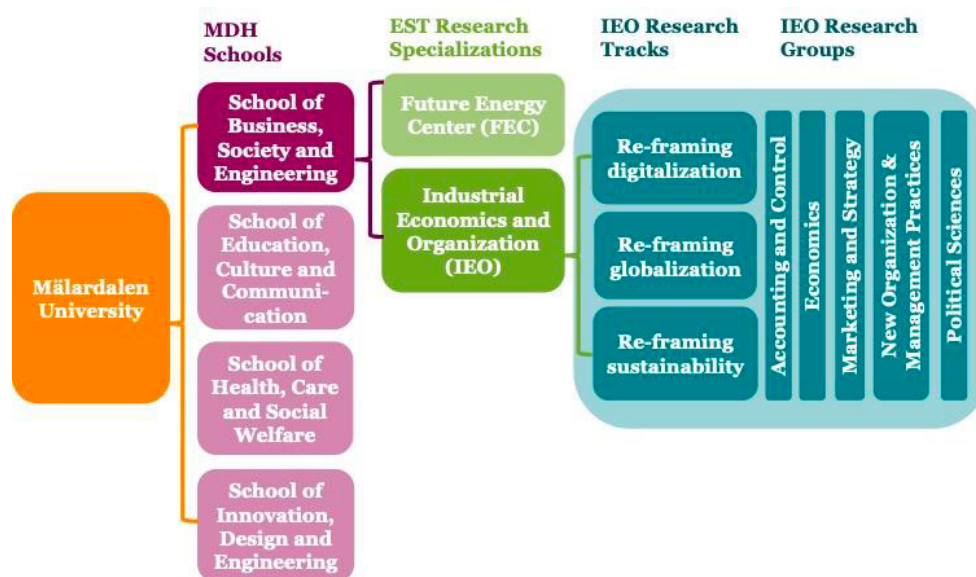 MDH
Schools
EST Research
Specializations
IEO Research
Tracks
IEO Research
Groups
Mälardalen
University
School of
Business,
Society and
Engineering
School of
Education,
Culture and
Communi-
cation
School of
Health, Care
and Social
Welfare
School of
Innovation,
Design and
Engineering
Future Energy
Center (FEC)
Industrial
Economics and
Organization
(IEO)
Re-framing
digitalization
Re-framing
globalization
Re-framing
sustainability
Accounting and Control
Economics
Marketing and Strategy
New Organization &
Management Practices
Political Sciences